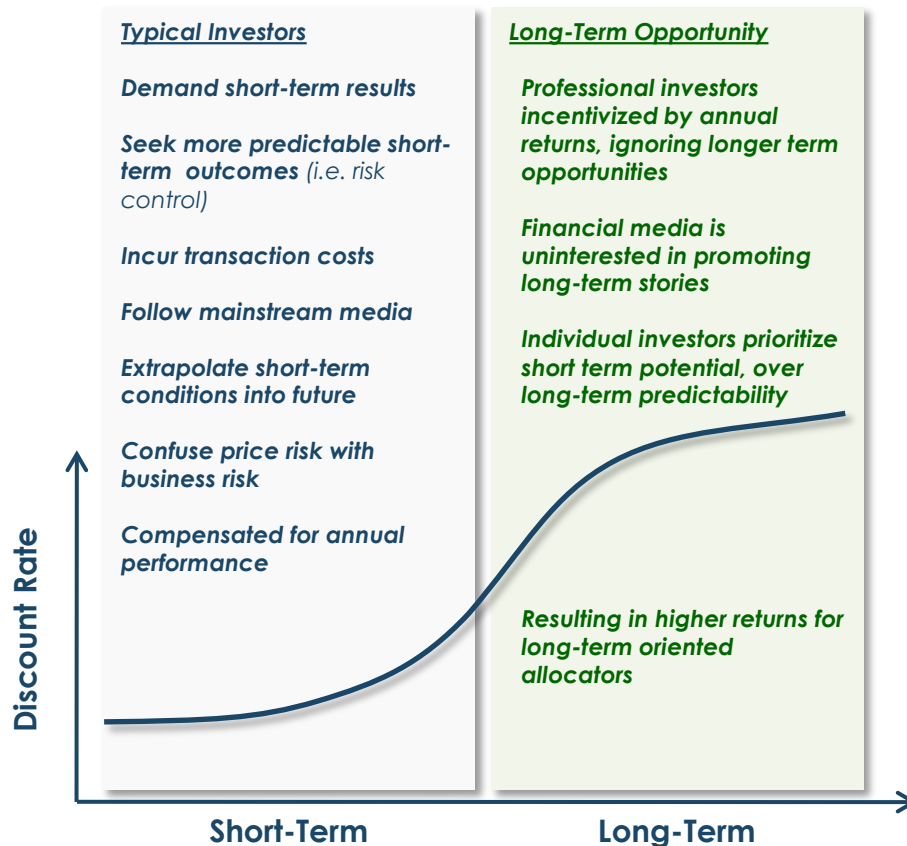 Typical Investors
Demand short-term results
Seek more predictable short-
term outcomes (i.e. risk
control)
Incur transaction costs
Follow mainstream media
Extrapolate short-term
conditions into future
Confuse price risk with
business risk
Compensated for annual
performance
Long-Term Opportunity
Professional investors
incentivized by annual
returns, ignoring longer term
opportunities
Financial media is
uninterested in promoting
long-term stories
Individual investors prioritize
short term potential, over
long-term predictability
Resulting in higher returns for
long-term oriented
allocators
Discount Rate
Short-Term
Long-Term